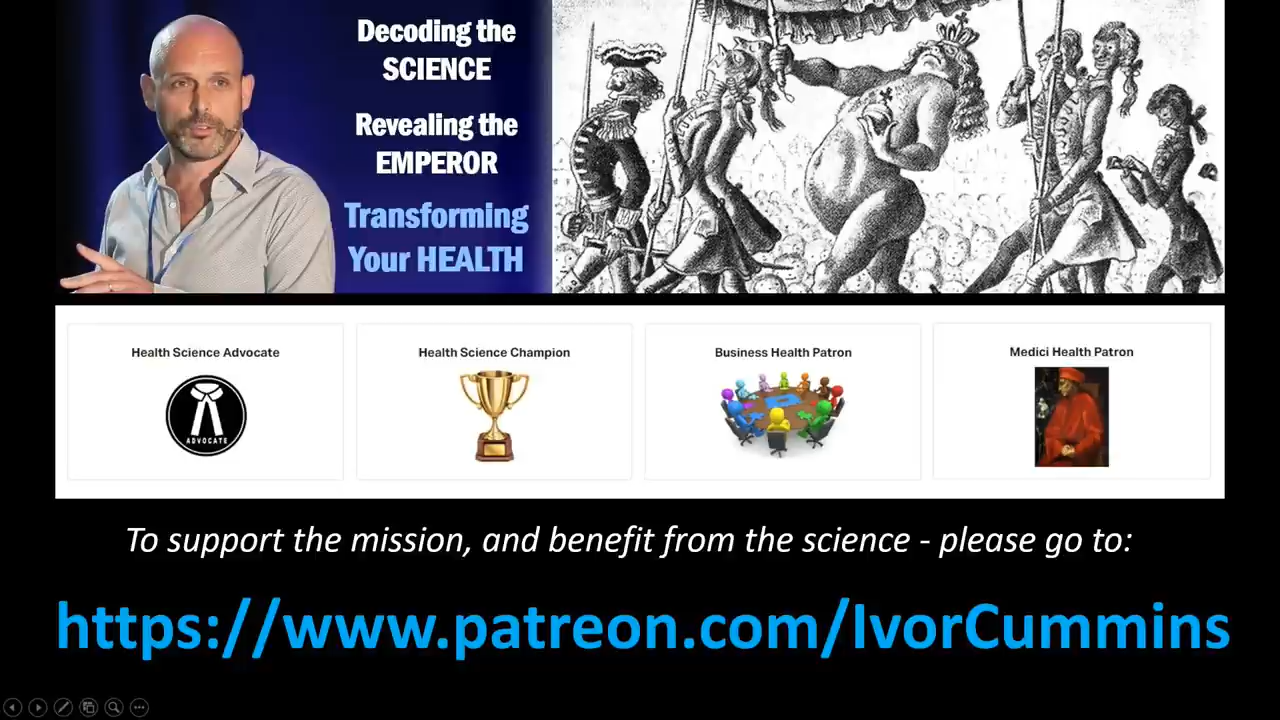 Decoding the
SCIENCE
Revealing the
EMPEROR
Transforming
Your HEALTH
Health Science Advocate
Health Science Champion
Business Health Patron
Medici Health Patron
ADVOCATE
To support the mission, and benefit from the science - please go to:
https://www.patreon.com/IvorCummins